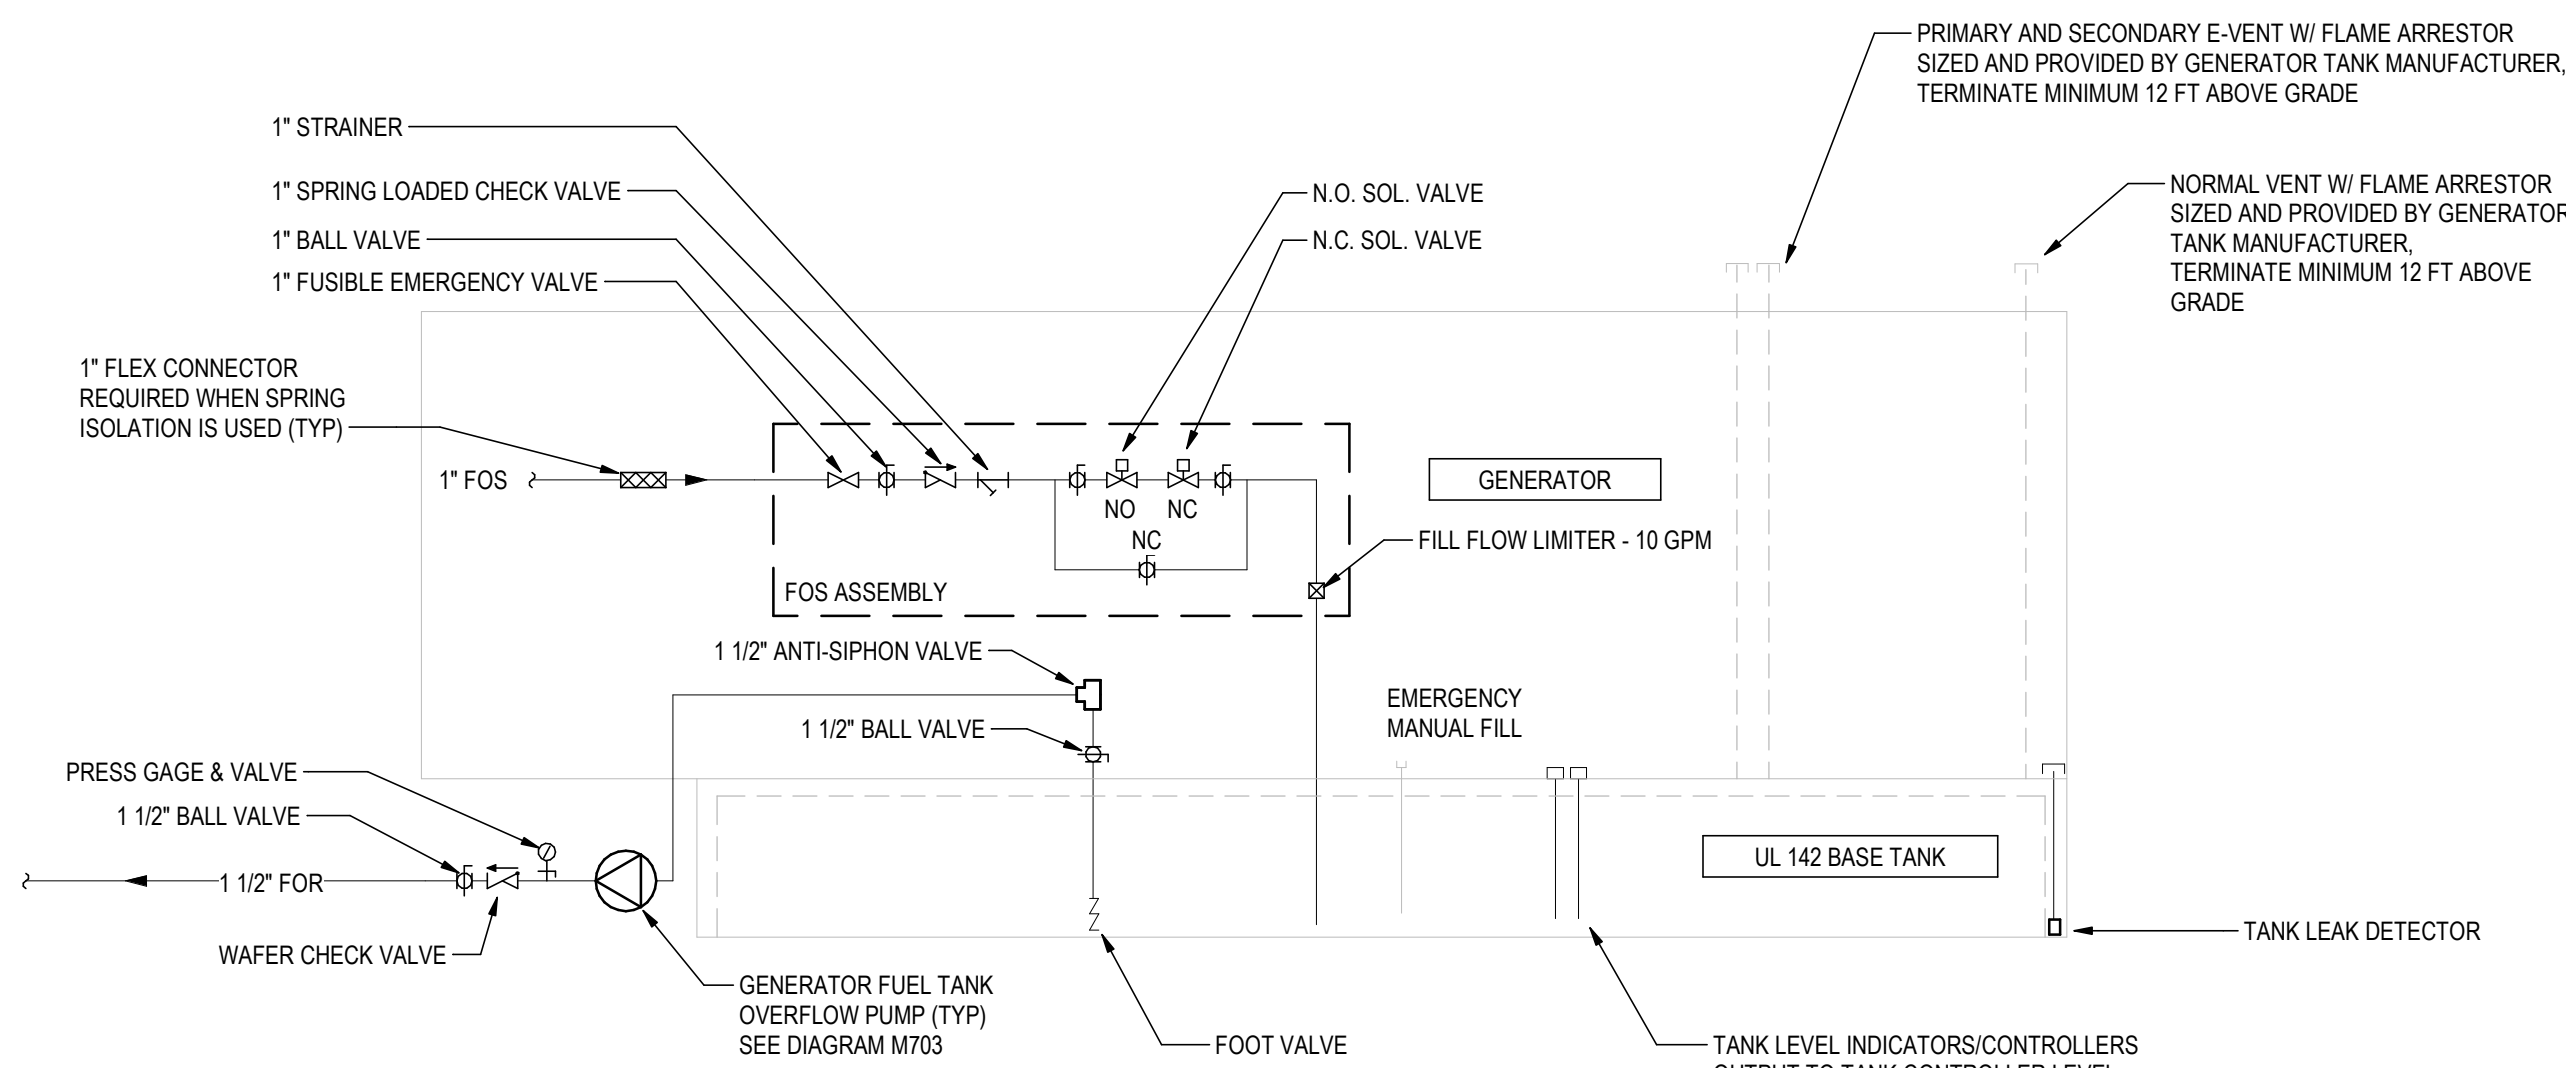 PRIMARY AND SECONDARY E-VENT W/ FLAME ARRESTOR
SIZED AND PROVIDED BY GENERATOR TANK MANUFACTURER,
TERMINATE MINIMUM 12 FT ABOVE GRADE
1" STRAINER
1" SPRING LOADED CHECK VALVE
1" BALL VALVE
1" FUSIBLE EMERGENCY VALVE
N.O. SOL. VALVE
N.C. SOL. VALVE
NORMAL VENT W/ FLAME ARRESTOR
SIZED AND PROVIDED BY GENERATOR
TANK MANUFACTURER,
TERMINATE MINIMUM 12 FT ABOVE
GRADE
1" FLEX CONNECTOR
REQUIRED WHEN SPRING
ISOLATION IS USED (TYP)
1" FOS
NO
NC
NC
GENERATOR
FILL FLOW LIMITER - 10 GPM
FOS ASSEMBLY
1 1/2" ANTI-SIPHON VALVE
1 1/2" BALL VALVE
EMERGENCY
MANUAL FILL
PRESS GAGE & VALVE
1 1/2" BALL VALVE
1 1/2" FOR
WAFER CHECK VALVE
UL 142 BASE TANK
TANK LEAK DETECTOR
GENERATOR FUEL TANK
OVERFLOW PUMP (TYP)
SEE DIAGRAM M703
FOOT VALVE
TANK LEVEL INDICATORS/CONTROLLERS
OUTPUT TO TANK CONTROLLER LEVEL